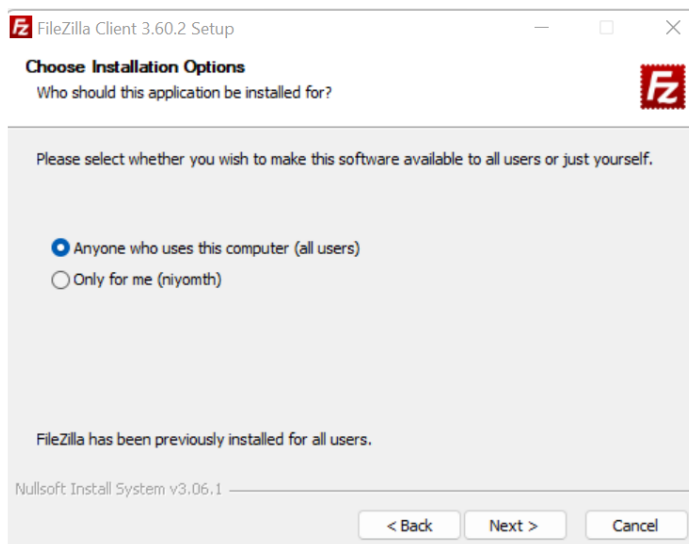 Fz FileZilla Client 3.60.2 Setup
Choose Installation Options
Who should this application be installed for?
Fz
Please select whether you wish to make this software available to all users or just yourself.
Anyone who uses this computer (all users)
Only for me (niyomth)
FileZilla has been previously installed for all users.
Nullsoft Install System v3.06.1
< Back Next > Cancel